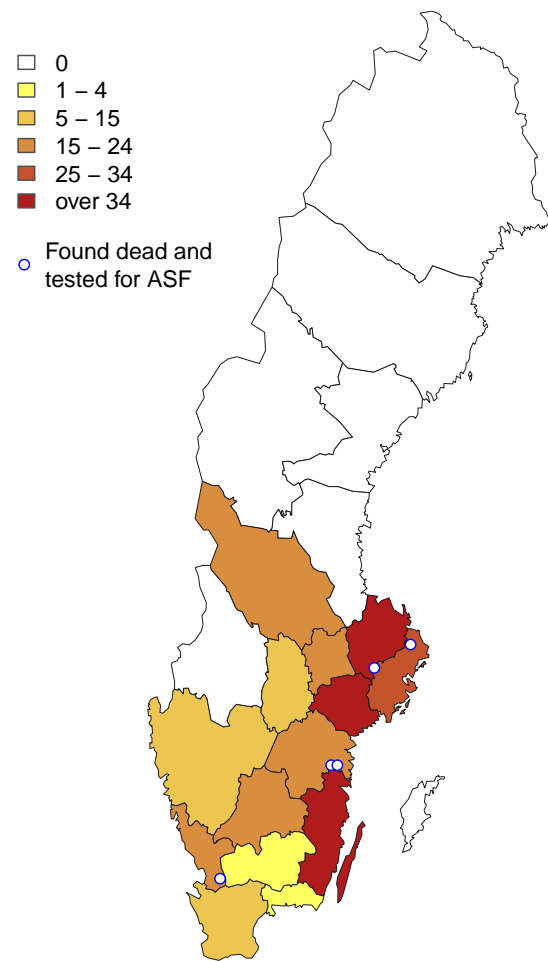 0
1 – 4
5 – 15
15 – 24
25 – 34
over 34
Found dead and
tested for ASF